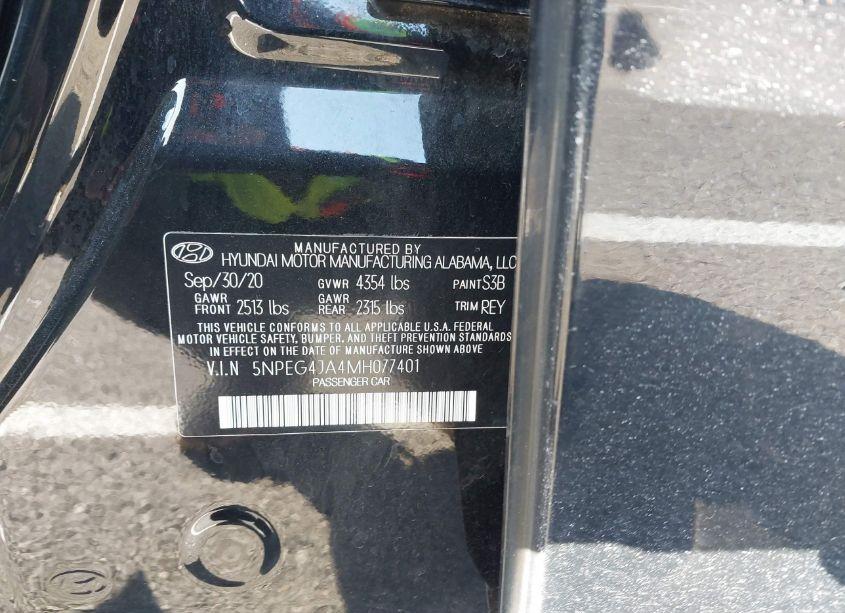 MANUFACTURED BY
HYUNDAI MOTOR MANUFACTURING ALABAMA, LLC
Sep/30/20 GVWR 4354 lbs PAINT S3B
GAWR FRONT 2513 lbs GAWR REAR 2315 lbs TRIM REY
THIS VEHICLE CONFORMS TO ALL APPLICABLE U.S.A. FEDERAL
MOTOR VEHICLE SAFETY, BUMPER, AND THEFT PREVENTION STANDARDS
IN EFFECT ON THE DATE OF MANUFACTURE SHOWN ABOVE
V.I.N 5NPEG4JA4MH077401
PASSENGER CAR